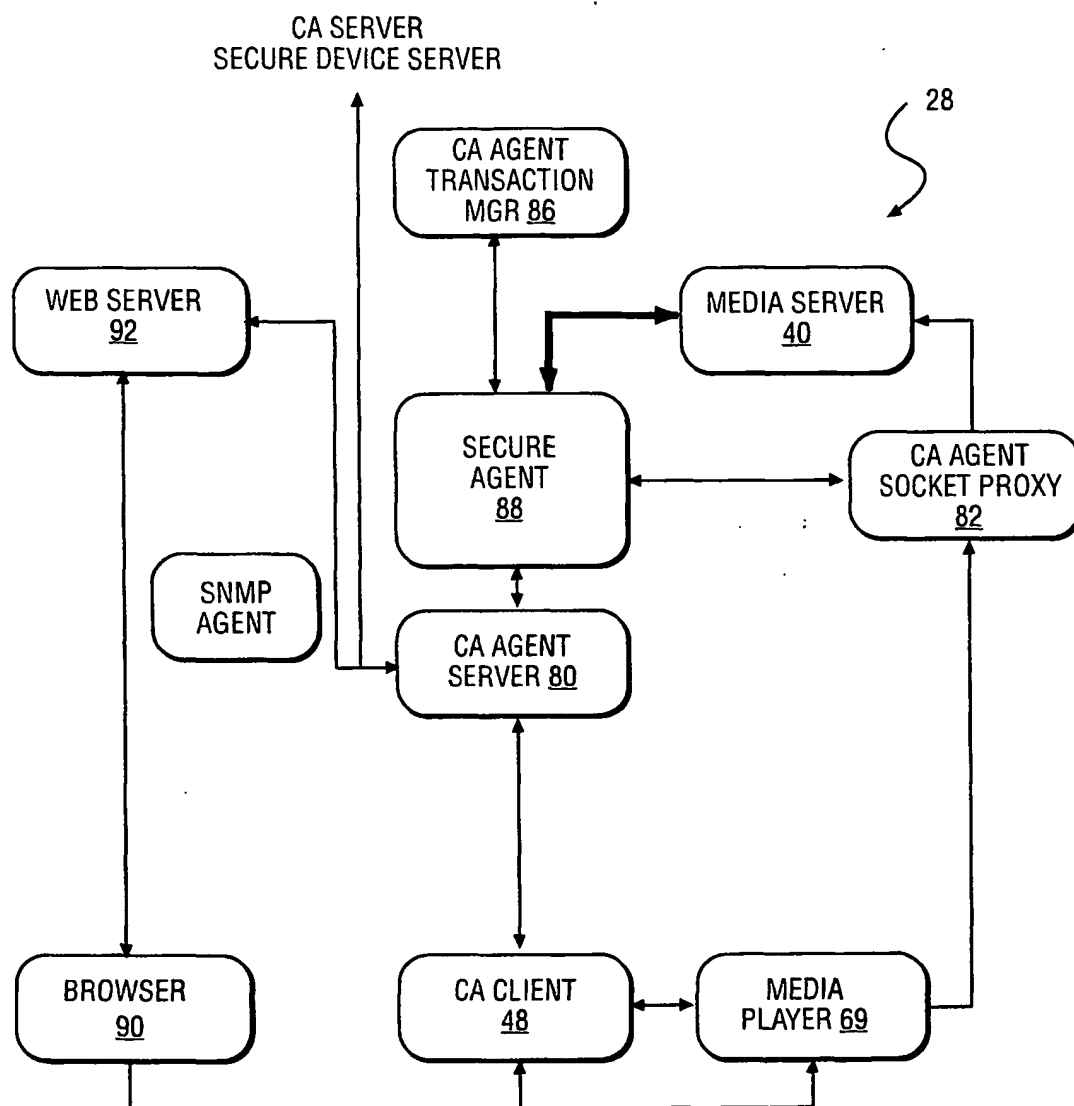 CA SERVER
SECURE DEVICE SERVER
28
CA AGENT
TRANSACTION
MGR 86
WEB SERVER
92
MEDIA SERVER
40
SECURE
AGENT
88
CA AGENT
SOCKET PROXY
82
SNMP
AGENT
CA AGENT
SERVER 80
BROWSER
90
CA CLIENT
48
MEDIA
PLAYER 69